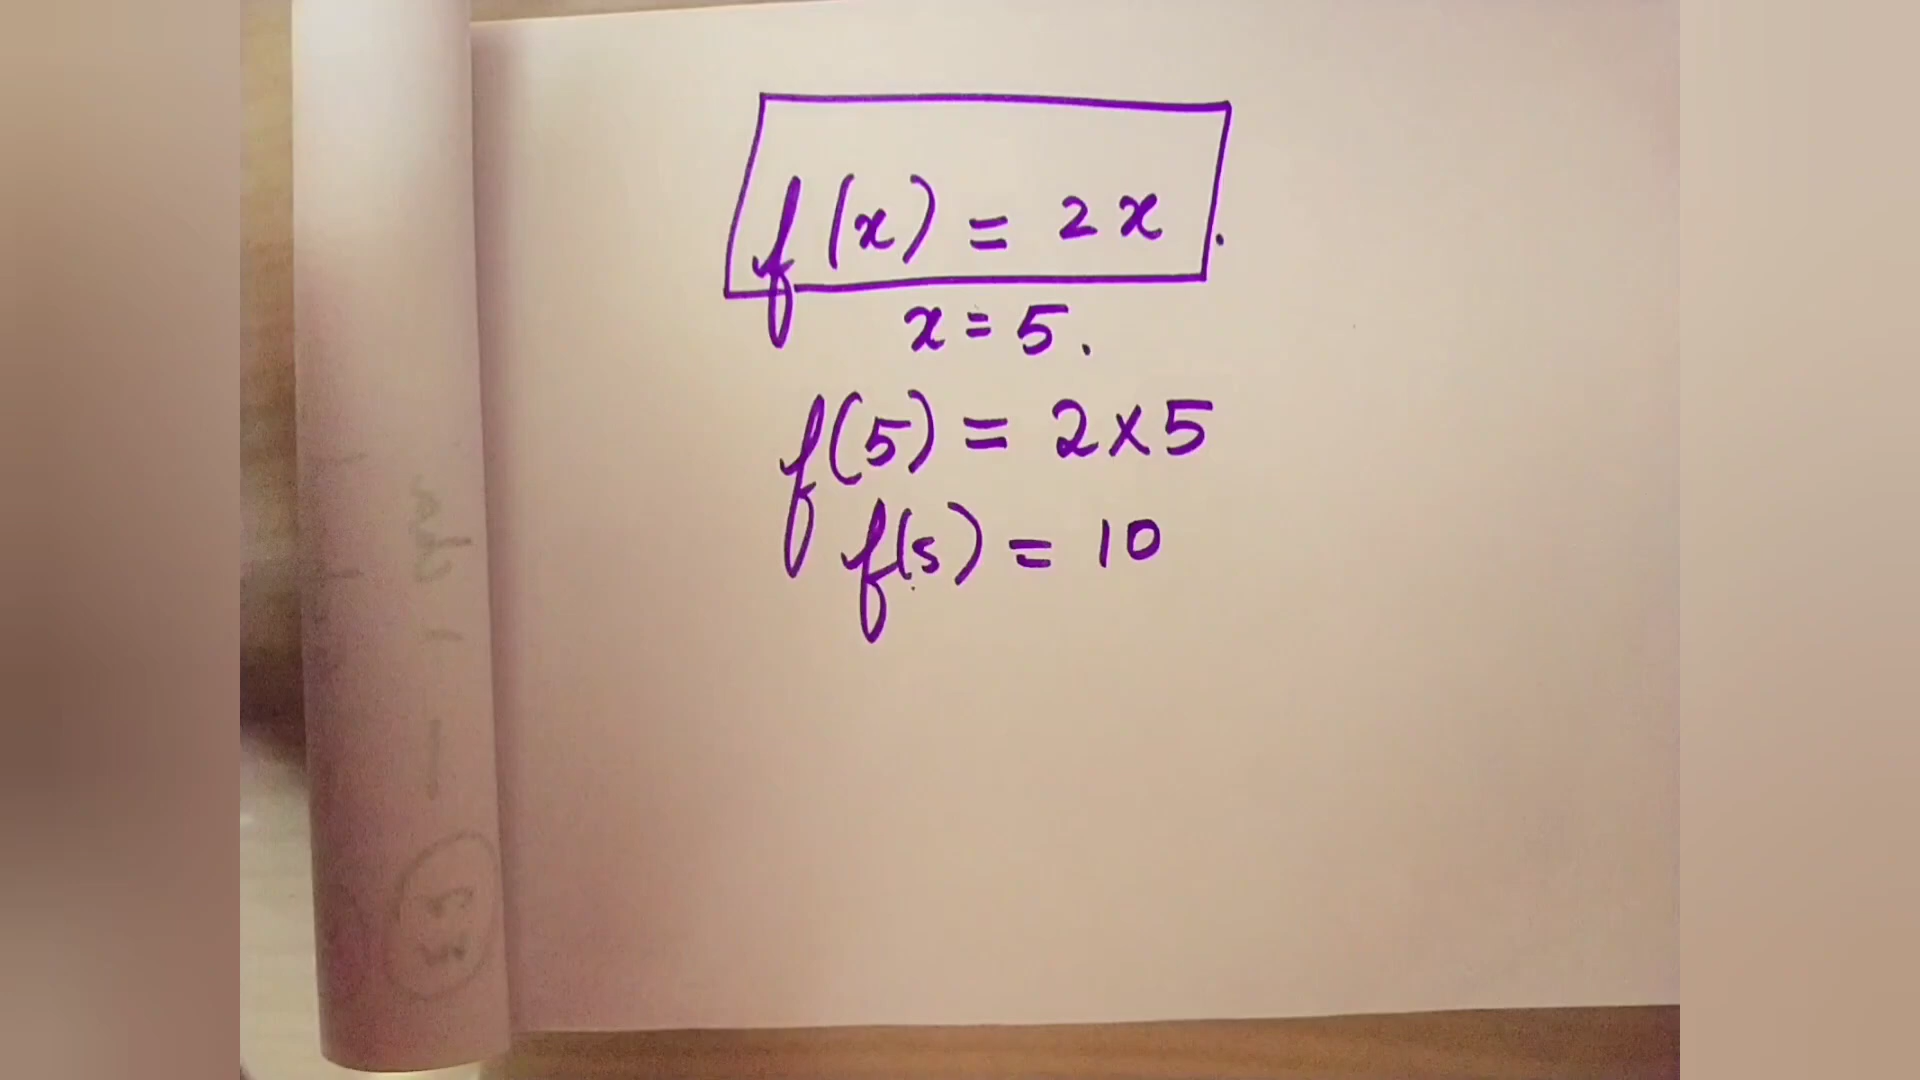 f(x) = 2x.
x = 5.
f(5) = 2×5
f(5) = 10